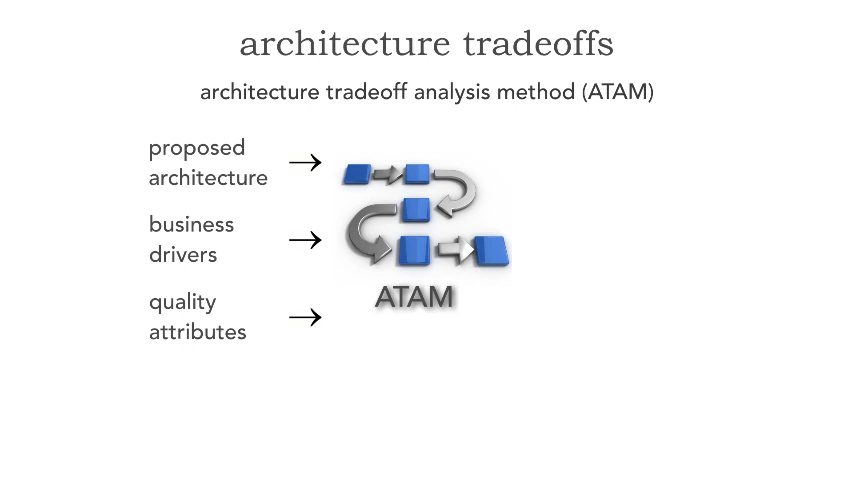 architecture tradeoffs
architecture tradeoff analysis method (ATAM)
proposed
architecture
business
drivers
quality
attributes
ATAM